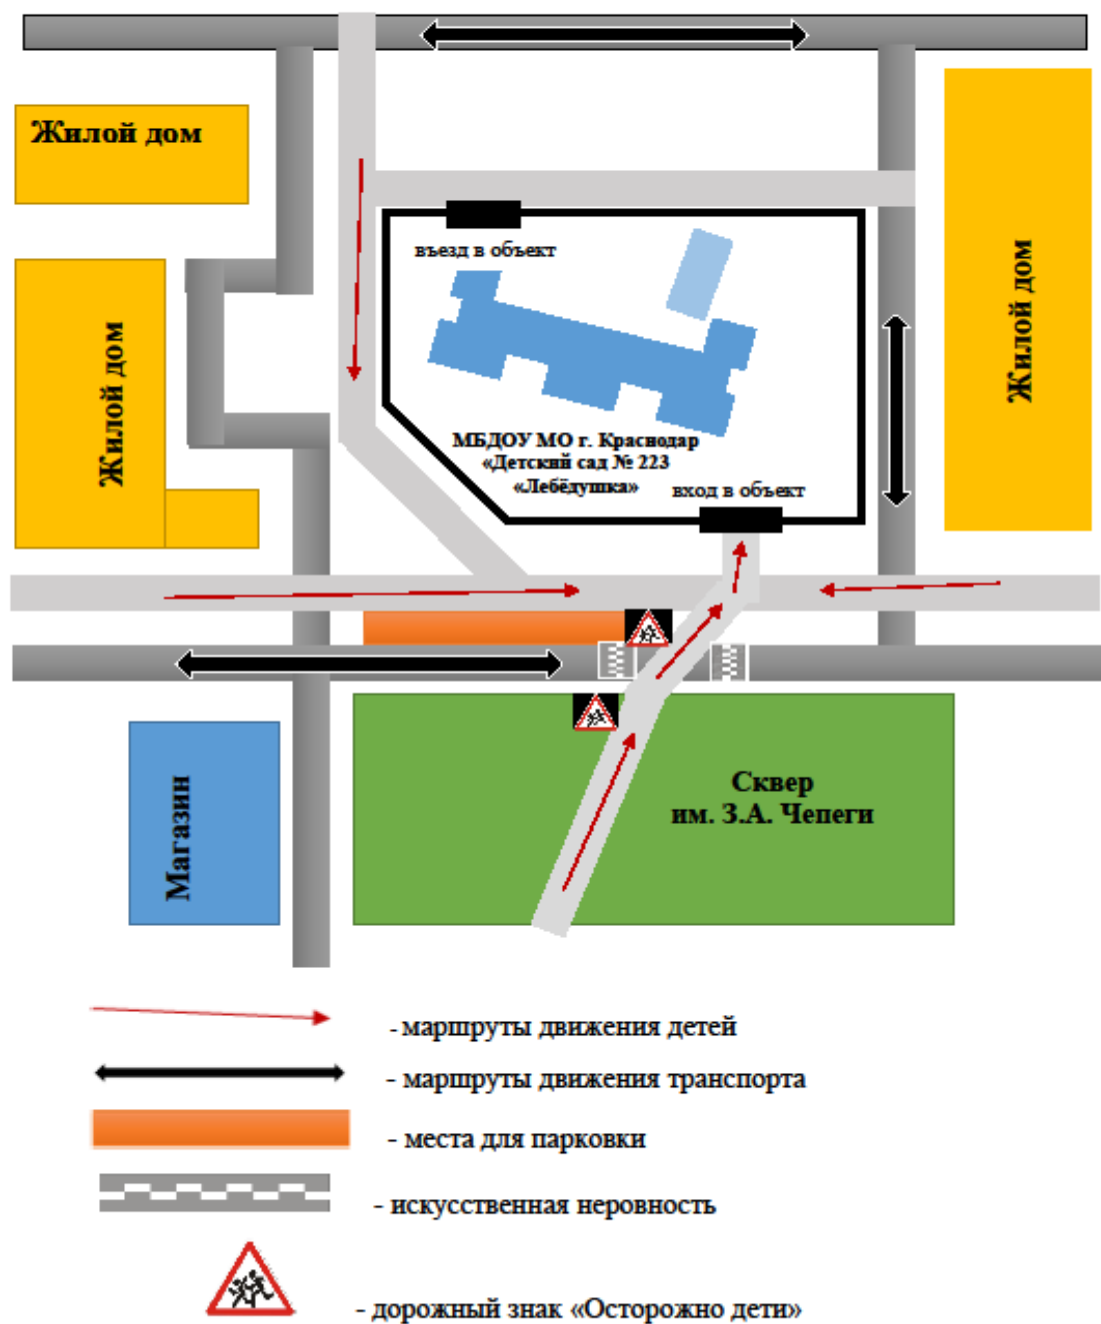 Жилой дом
въезд в объект
Жилой дом
Жилой дом
МБДОУ МО г. Краснодар
«Детский сад № 223
«Лебёдушка»
вход в объект
Магазин
Сквер
им. З.А. Чепеги
- маршруты движения детей
- маршруты движения транспорта
- места для парковки
- искусственная неровность
- дорожный знак «Осторожно дети»